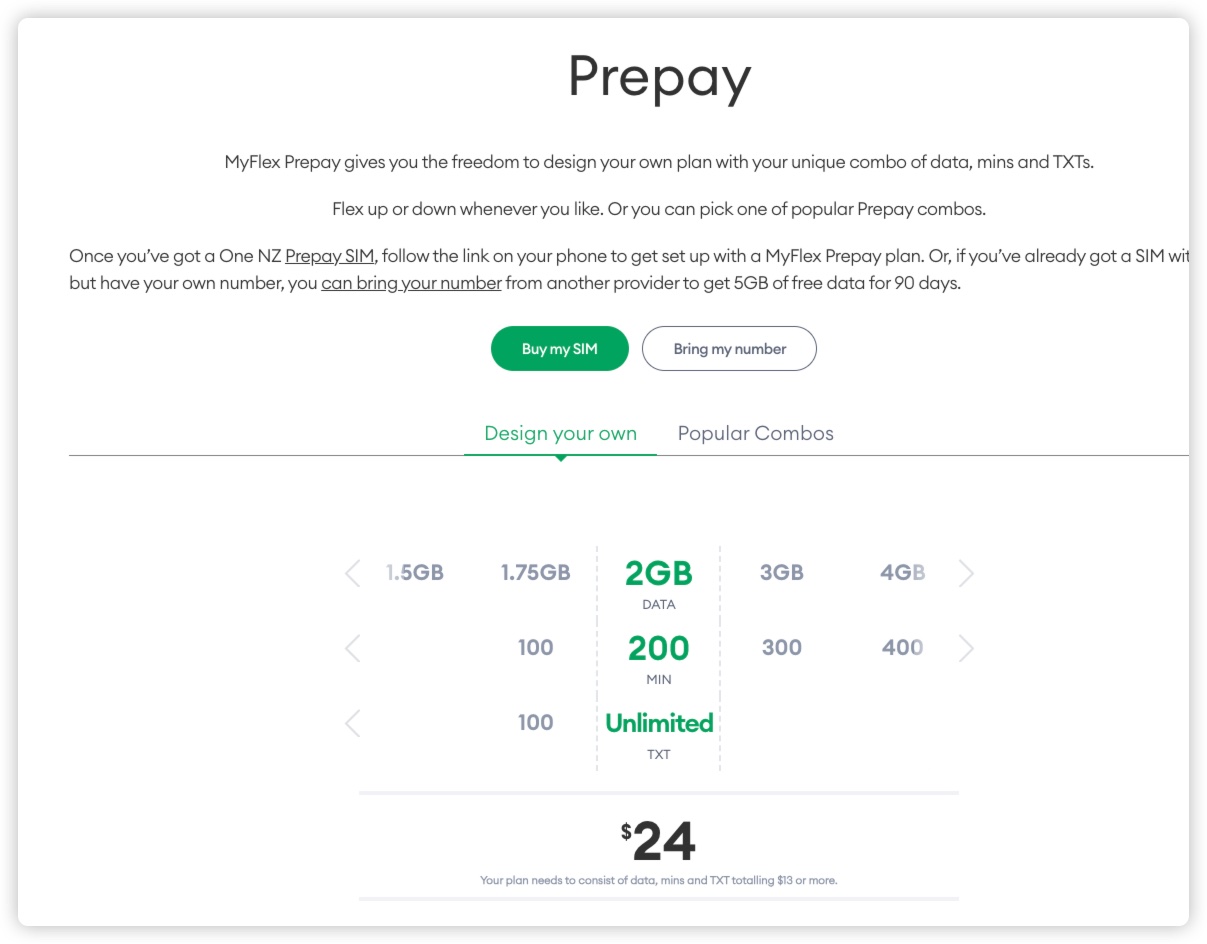 Prepay
MyFlex Prepay gives you the freedom to design your own plan with your unique combo of data, mins and TXTs.
Flex up or down whenever you like. Or you can pick one of popular Prepay combos.
Once you’ve got a One NZ Prepay SIM, follow the link on your phone to get set up with a MyFlex Prepay plan. Or, if you’ve already got a SIM wit
but have your own number, you can bring your number from another provider to get 5GB of free data for 90 days.
Buy my SIM Bring my number
Design your own Popular Combos
1.5GB 1.75GB 2GB 3GB 4GB
DATA
100 200 300 400
MIN
100 Unlimited
TXT
$24
Your plan needs to consist of data, mins and TXT totalling $13 or more.